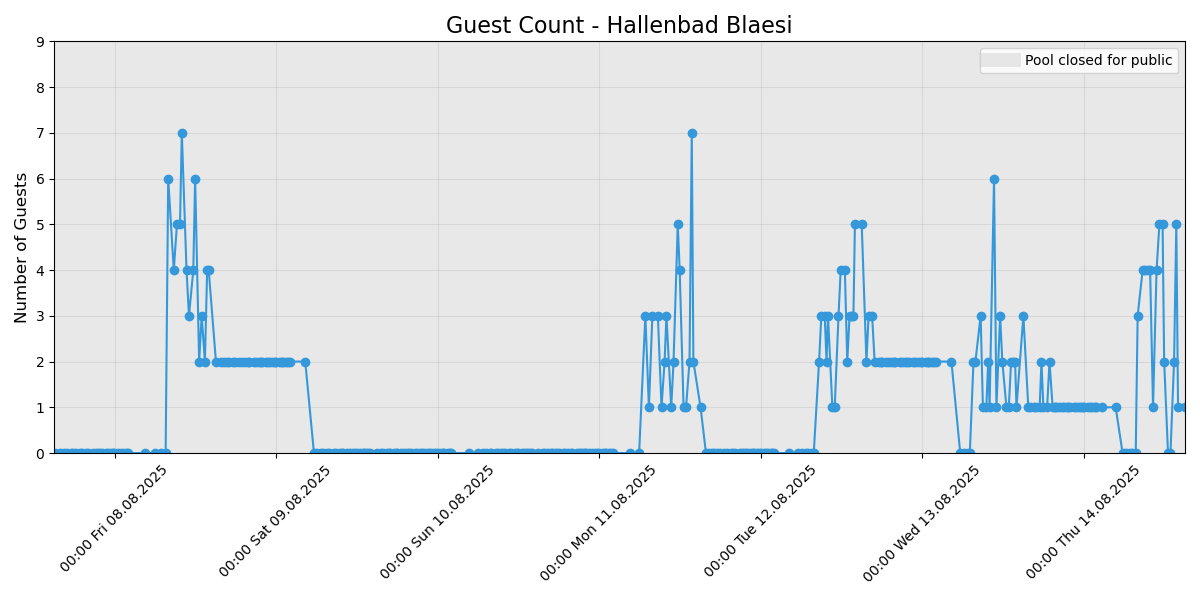 Guest Count - Hallenbad Blaesi
Pool closed for public
Number of Guests
9
8
7
6
5
4
3
2
1
0
00:00 Fri 08.08.2025
00:00 Sat 09.08.2025
00:00 Sun 10.08.2025
00:00 Mon 11.08.2025
00:00 Tue 12.08.2025
00:00 Wed 13.08.2025
00:00 Thu 14.08.2025